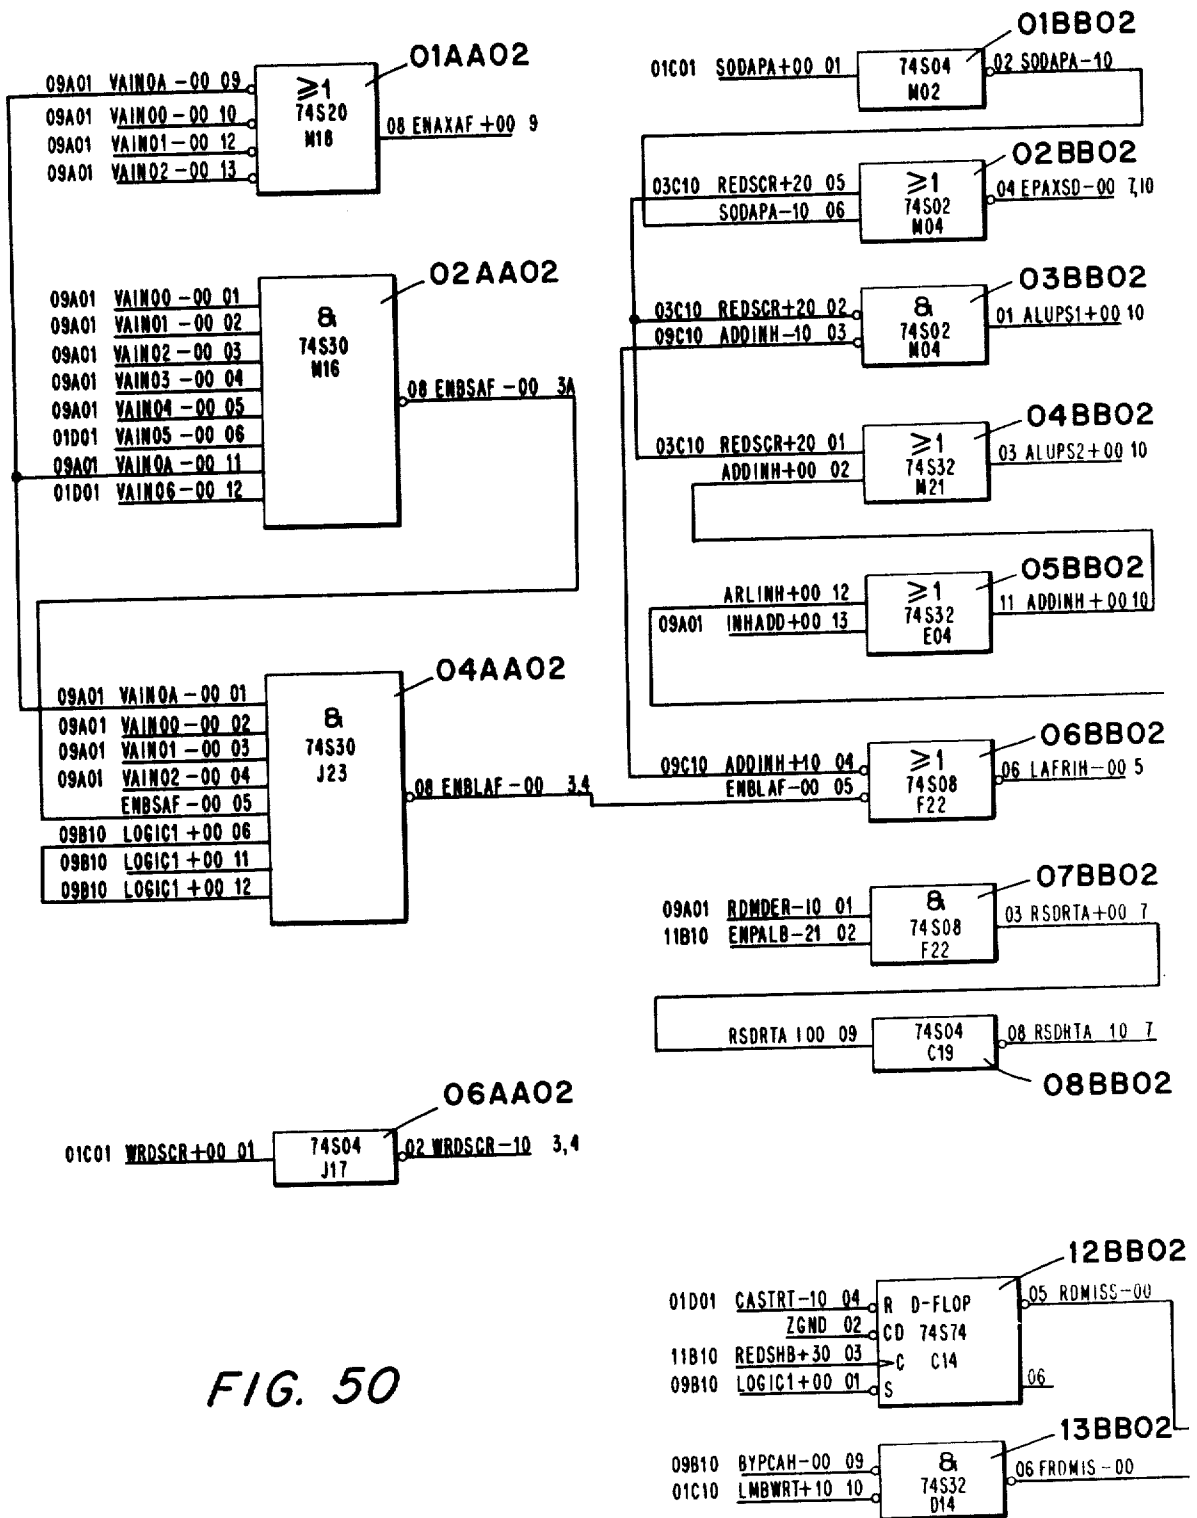 01AA02
09A01 VAIN0A-00 09
09A01 VAIN00-00 10
09A01 VAIN01-00 12
09A01 VAIN02-00 13
≥1
74S20
M18
08 ENAXAF+00 9
02AA02
09A01 VAIN00-00 01
09A01 VAIN01-00 02
09A01 VAIN02-00 03
09A01 VAIN03-00 04
09A01 VAIN04-00 05
01D01 VAIN05-00 06
09A01 VAIN0A-00 11
01D01 VAIN06-00 12
&
74S30
M16
08 ENBSAF-00 3A
04AA02
09A01 VAIN0A-00 01
09A01 VAIN00-00 02
09A01 VAIN01-00 03
09A01 VAIN02-00 04
ENBSAF-00 05
09B10 LOGIC1+00 06
09B10 LOGIC1+00 11
09B10 LOGIC1+00 12
&
74S30
J23
08 ENBLAF-00 3,4
06AA02
01C01 WRDSCR+00 01
74S04
J17
02 WRDSCR-10 3,4
FIG. 50
01BB02
01C01 SODAPA+00 01
74S04
M02
02 SODAPA-10
02BB02
03C10 REDSCR+20 05
SODAPA-10 06
≥1
74S02
M04
04 EPAXSD-00 7,10
03BB02
03C10 REDSCR+20 02
09C10 ADDINH-10 03
&
74S02
M04
01 ALUPS1+00 10
04BB02
03C10 REDSCR+20 01
ADDINH+00 02
≥1
74S32
M21
03 ALUPS2+00 10
05BB02
ARLINH+00 12
09A01 INHADD+00 13
≥1
74S32
E04
11 ADDINH+00 10
06BB02
09C10 ADDINH+10 04
ENBLAF-00 05
≥1
74S08
F22
06 LAFRIH-00 5
07BB02
09A01 RDMDER-10 01
11B10 EMPALB-21 02
&
74S08
F22
03 RSDRTA+00 7
RSDRTA 100 09
74S04
C19
08 RSDRTA 10 7
08BB02
12BB02
01D01 CASTRT-10 04
ZGND 02
11B10 REDSHB+30 03
09B10 LOGIC1+00 01
R D-FLOP
CD 74S74
C C14
S
05 RDMISS-00
06
13BB02
09B10 BYPCAH-00 09
01C10 LMBWRT+10 10
&
74S32
D14
06 FRDMIS-00